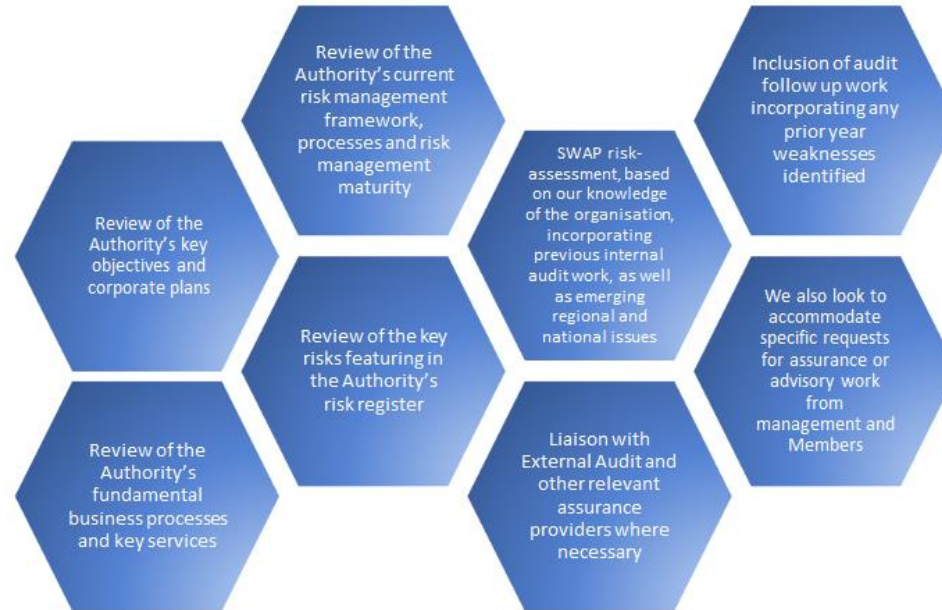 Review of the
Authority's current
risk management
framework,
processes and risk
management
maturity
Inclusion of audit
follow up work
incorporating any
prior year
weaknesses
identified
SWAP risk-
assessment, based
on our knowledge
of the organisation,
incorporating
previous internal
audit work, as well
as emerging
regional and
national issues
Review of the
Authority's key
objectives and
corporate plans
Review of the key
risks featuring in
the Authority's
risk register
We also look to
accommodate
specific requests
for assurance or
advisory work
from
management and
Members
Review of the
Authority's
fundamental
business processes
and key services
Liaison with
External Audit and
other relevant
assurance
providers where
necessary